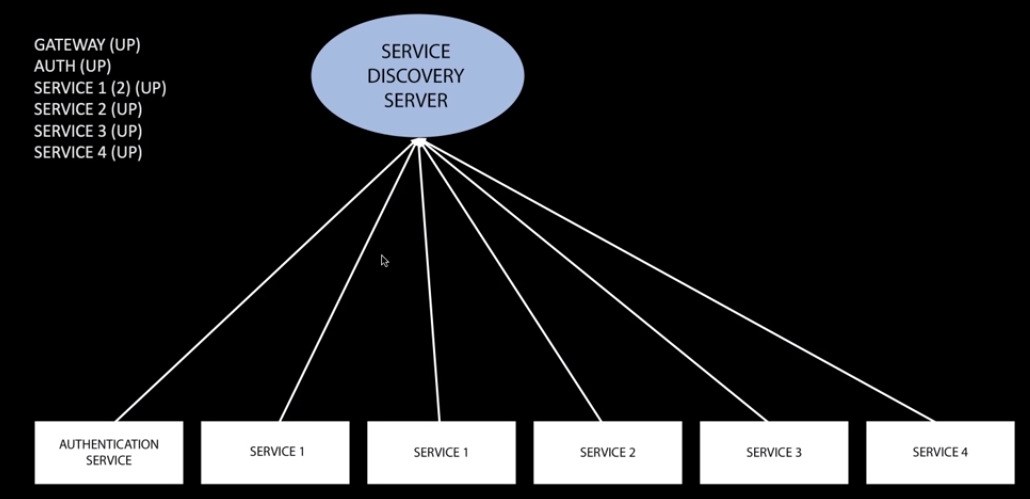 GATEWAY (UP)
AUTH (UP)
SERVICE 1 (2) (UP)
SERVICE 2 (UP)
SERVICE 3 (UP)
SERVICE 4 (UP)
SERVICE
DISCOVERY
SERVER
AUTHENTICATION
SERVICE
SERVICE 1
SERVICE 1
SERVICE 2
SERVICE 3
SERVICE 4